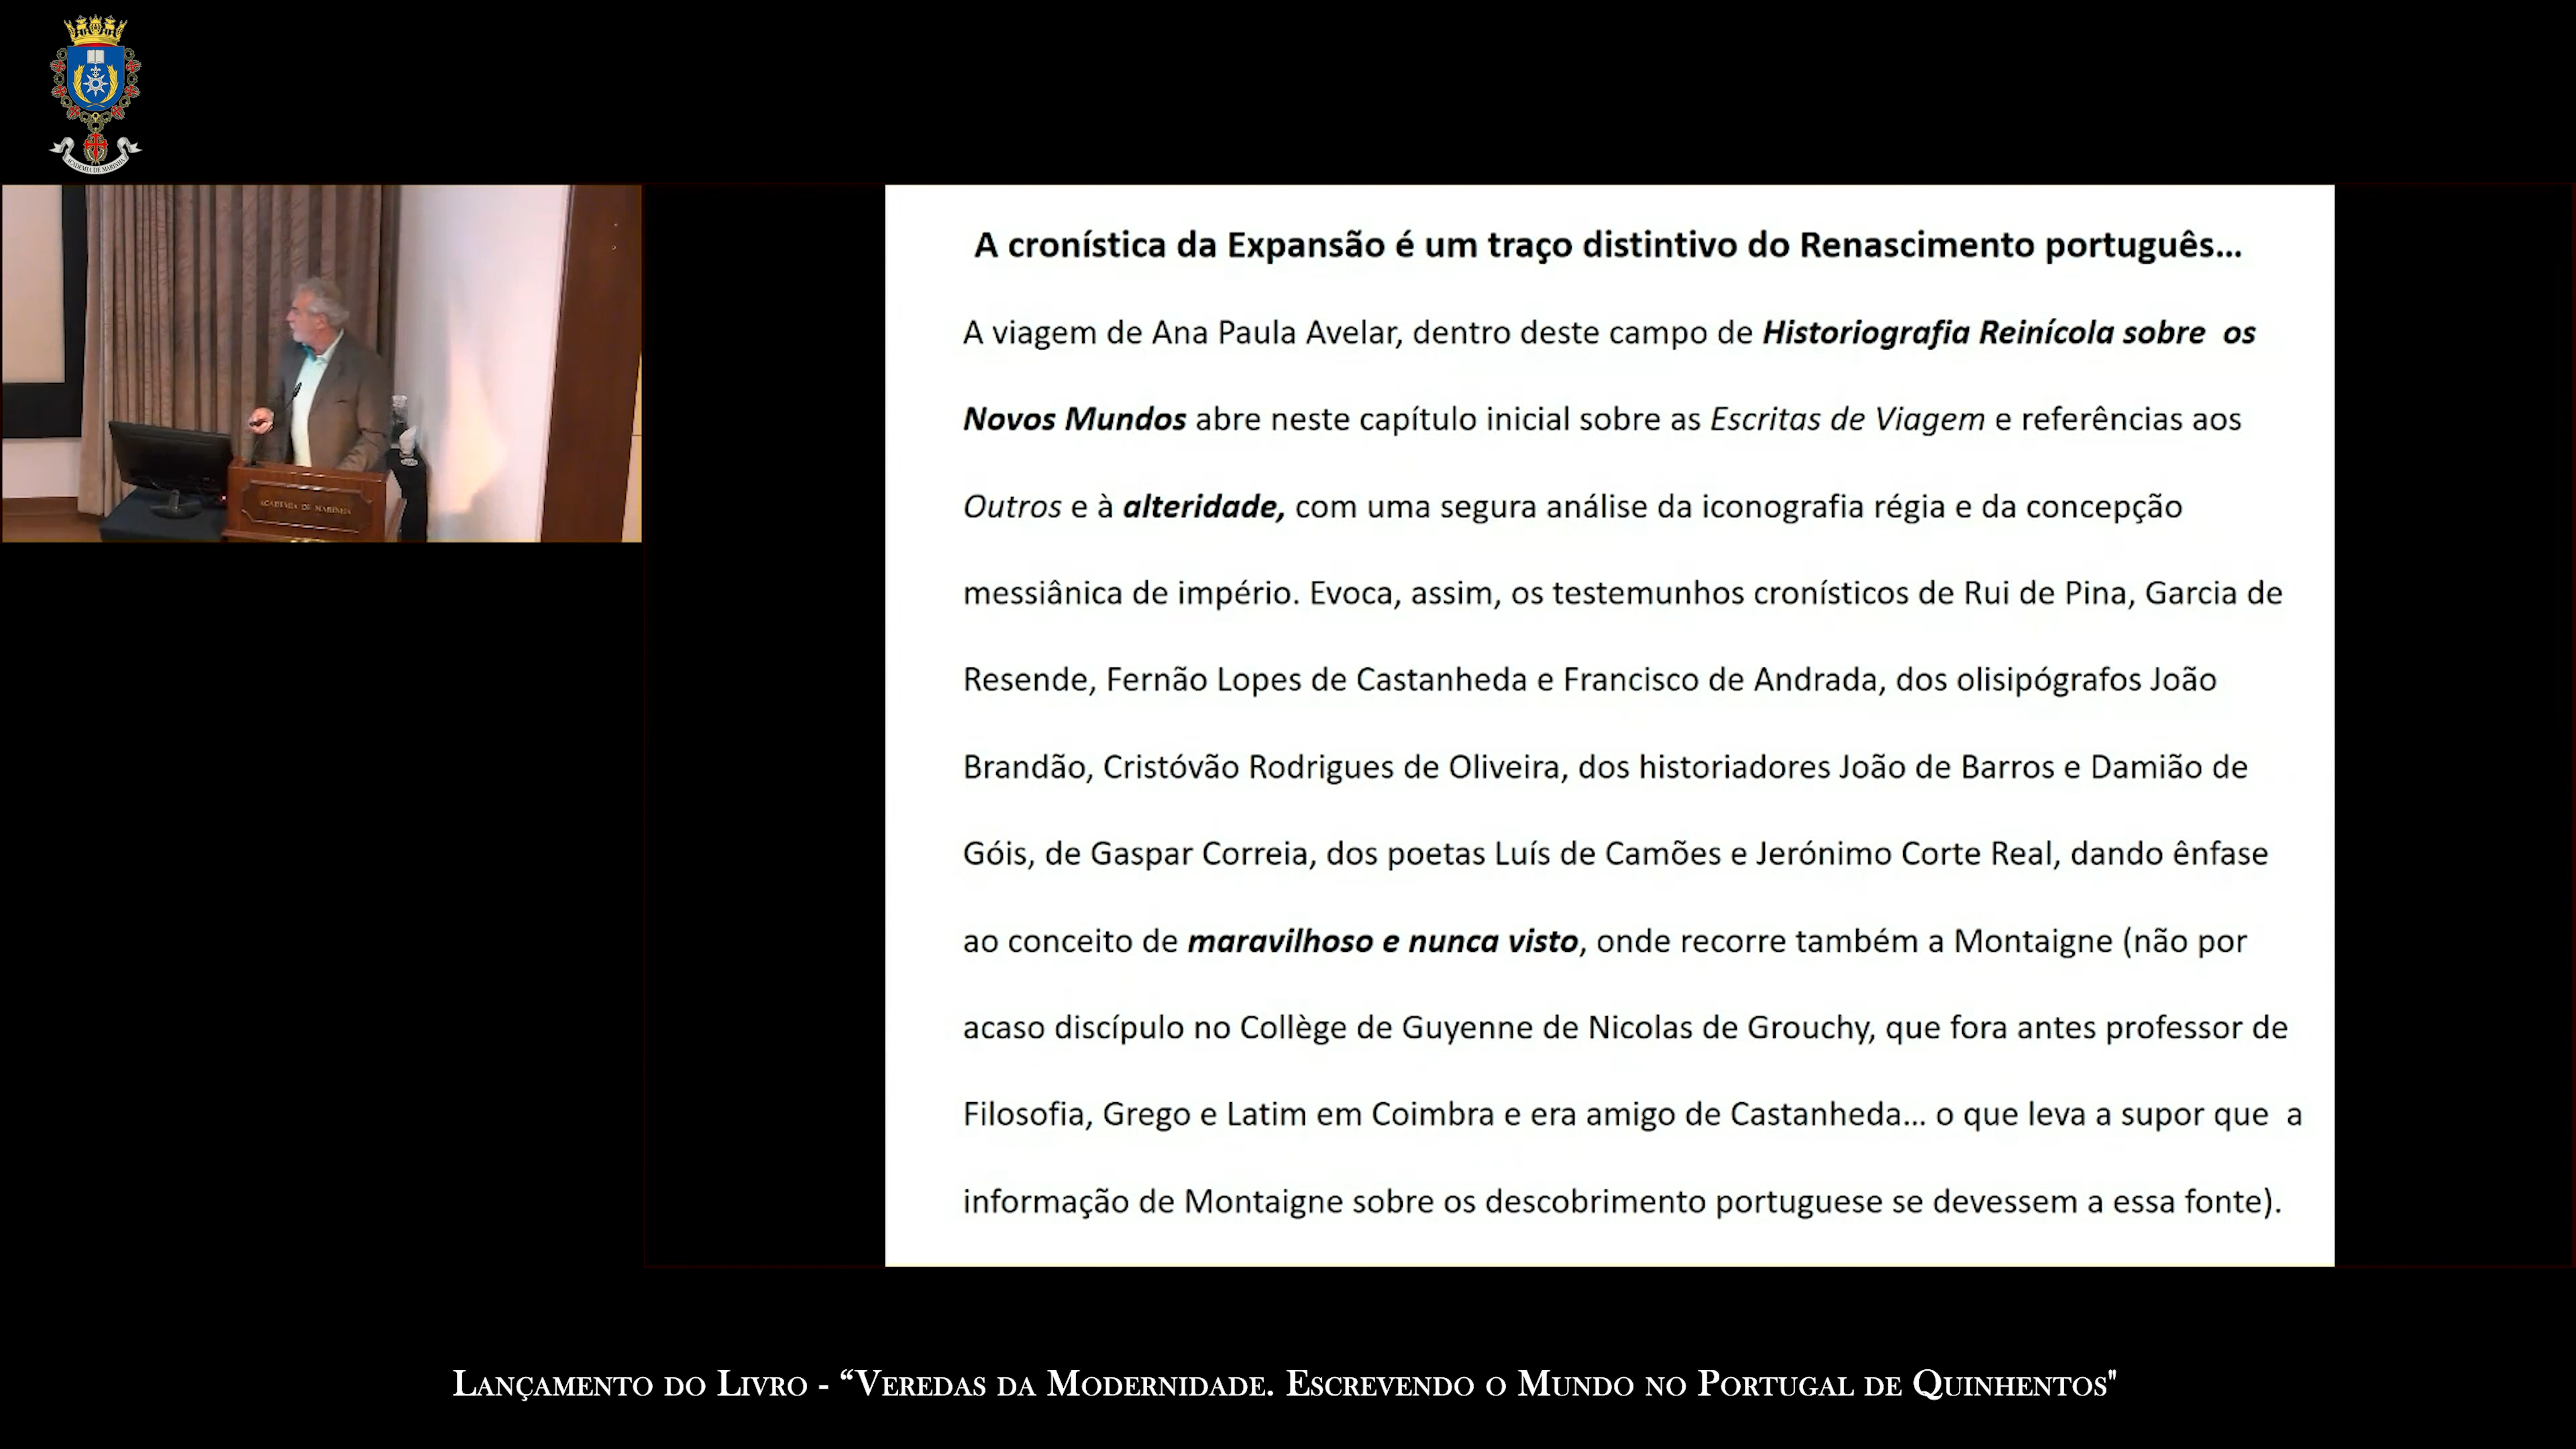 ACADEMIA DE MARINHA
ACADEMIA DE MARINHA
A cronística da Expansão é um traço distintivo do Renascimento português...
A viagem de Ana Paula Avelar, dentro deste campo de Historiografia Reinícola sobre os
Novos Mundos abre neste capítulo inicial sobre as Escritas de Viagem e referências aos
Outros e à alteridade, com uma segura análise da iconografia régia e da concepção
messiânica de império. Evoca, assim, os testemunhos cronísticos de Rui de Pina, Garcia de
Resende, Fernão Lopes de Castanheda e Francisco de Andrada, dos olisipógrafos João
Brandão, Cristóvão Rodrigues de Oliveira, dos historiadores João de Barros e Damião de
Góis, de Gaspar Correia, dos poetas Luís de Camões e Jerónimo Corte Real, dando ênfase
ao conceito de maravilhoso e nunca visto, onde recorre também a Montaigne (não por
acaso discípulo no Collège de Guyenne de Nicolas de Grouchy, que fora antes professor de
Filosofia, Grego e Latim em Coimbra e era amigo de Castanheda... o que leva a supor que a
informação de Montaigne sobre os descobrimento portuguese se devessem a essa fonte).
Lançamento do Livro - “Veredas da Modernidade. Escrevendo o Mundo no Portugal de Quinhentos"